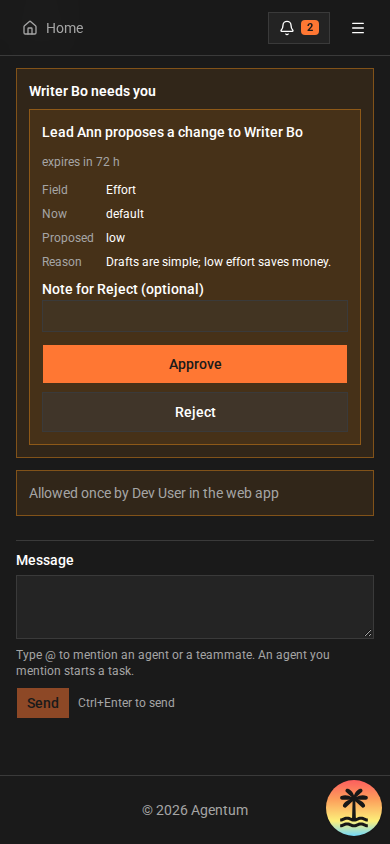 Home
2
Writer Bo needs you
Lead Ann proposes a change to Writer Bo
expires in 72 h
Field Effort
Now default
Proposed low
Reason Drafts are simple; low effort saves money.
Note for Reject (optional)
Approve
Reject
Allowed once by Dev User in the web app
Message
Type @ to mention an agent or a teammate. An agent you
mention starts a task.
Send Ctrl+Enter to send
© 2026 Agentum